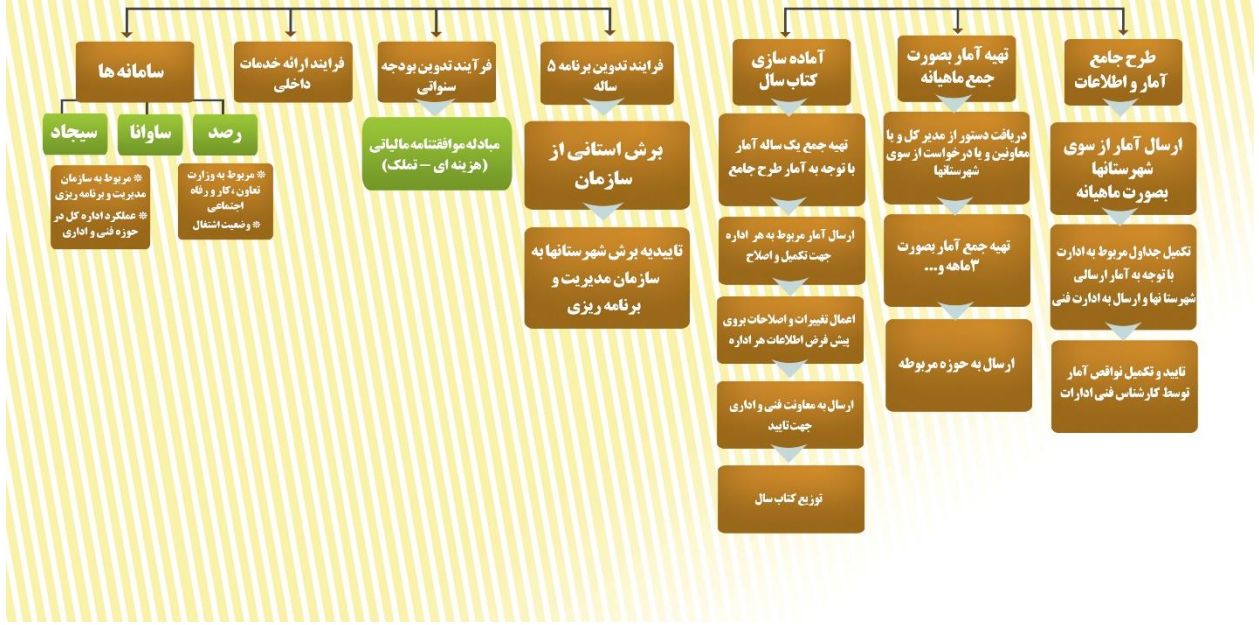 طرح جامع
آمار و اطلاعات
ارسال آمار از سوی
شهرستانها
بصورت ماهیانه
تکمیل جداول مربوط به ادارت
با توجه به آمار ارسالی
شهرستا نها و ارسال به ادارت فنی
تایید و تکمیل نواقص آمار
توسط کارشناس فنی ادارات
تهیه آمار بصورت
جمع ماهیانه
دریافت دستور از مدیر کل و یا
معاونین و یا درخواست از سوی
شهرستانها
تهیه جمع آمار بصورت
۳ماهه و...
ارسال به حوزه مربوطه
آماده سازی
کتاب سال
تهیه جمع یک ساله آمار
با توجه به آمار طرح جامع
ارسال آمار مربوط به هر اداره
جهت تکمیل و اصلاح
اعمال تغییرات و اصلاحات بروی
پیش فرض اطلاعات هر اداره
ارسال به معاونت فنی و اداری
جهت تایید
توزیع کتاب سال
فرایند تدوین برنامه ۵
ساله
برش استانی از
سازمان
تاییدیه برش شهرستانها به
سازمان مدیریت و
برنامه ریزی
فرآیند تدوین بودجه
سنواتی
مبادله موافقتنامه مالیاتی
(هزینه ای – تملک)
فرایند ارائه خدمات
داخلی
سامانه ها
رصد
* مربوط به وزارت
تعاون ،کار و رفاه
اجتماعی
* وضعیت اشتغال
ساوانا
سیجاد
* مربوط به سازمان
مدیریت و برنامه ریزی
* عملکرد اداره کل در
حوزه فنی و اداری